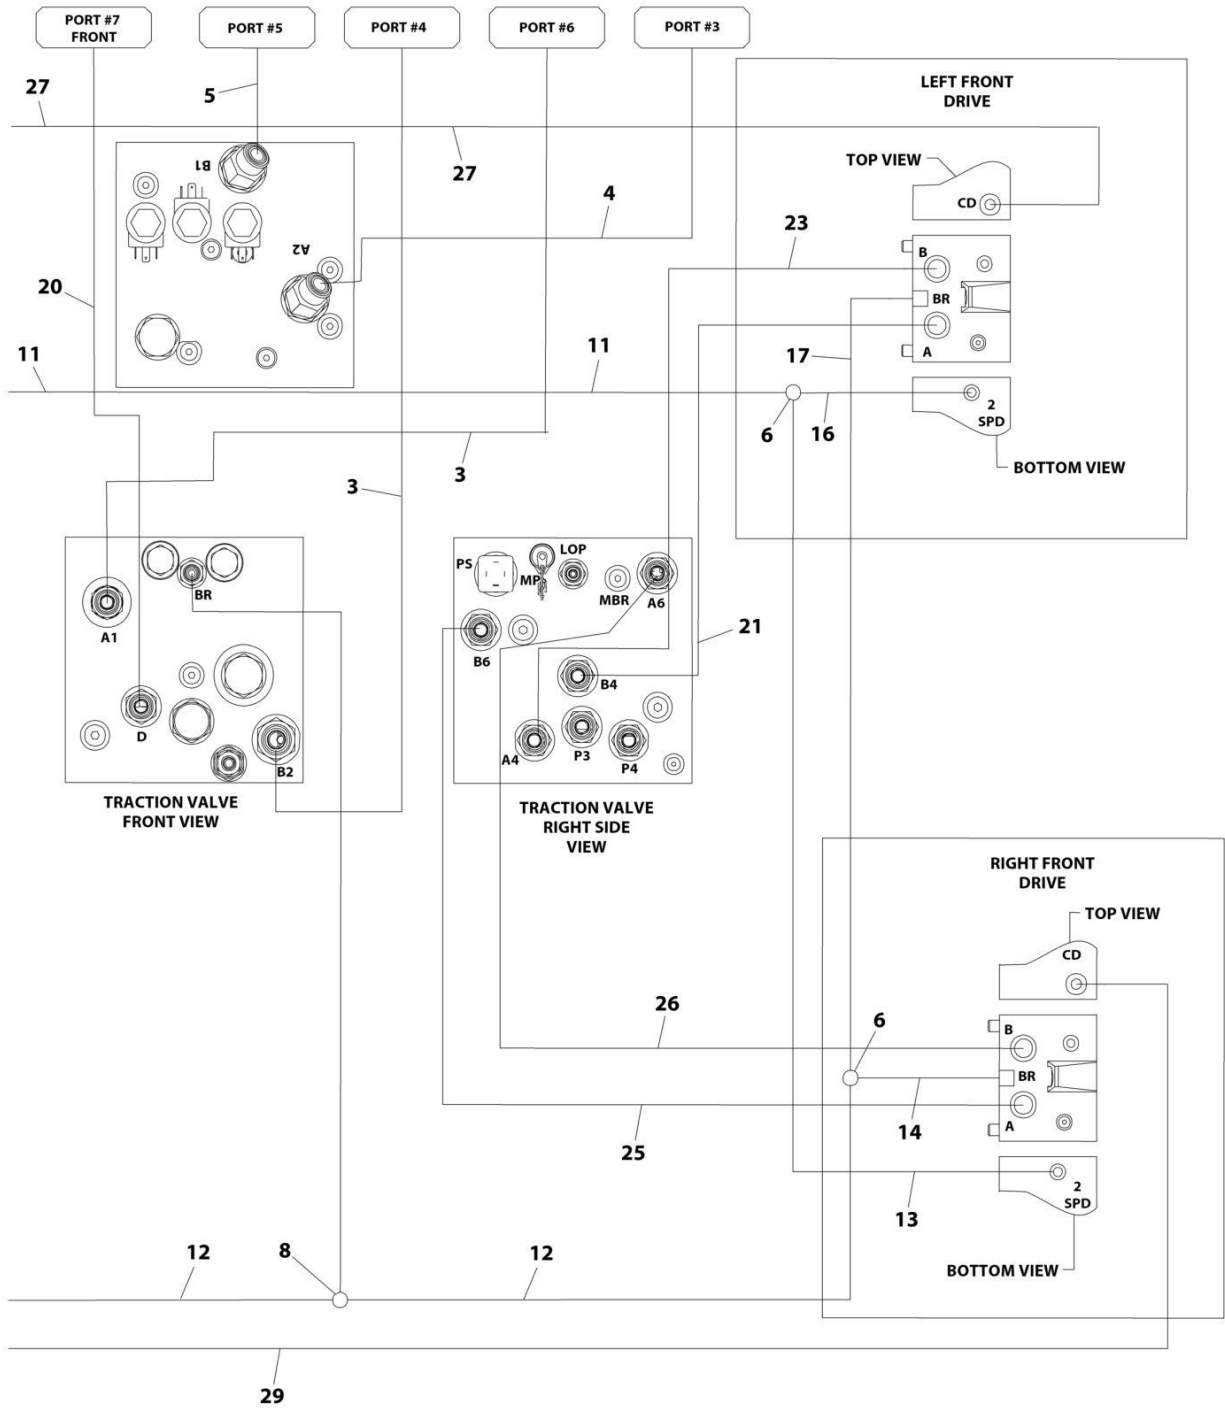 PORT #7
FRONT
PORT #5
PORT #4
PORT #6
PORT #3
LEFT FRONT
DRIVE
27
5
27
TOP VIEW
CD
B1
4
A2
23
B
20
BR
11
11
17
A
6
16
2
SPD
BOTTOM VIEW
3
3
PS
MP
LOP
MBR
A6
BR
A1
B6
21
B4
D
B2
A4
P3
P4
TRACTION VALVE
FRONT VIEW
TRACTION VALVE
RIGHT SIDE
VIEW
RIGHT FRONT
DRIVE
TOP VIEW
CD
26
6
B
BR
14
A
25
2
SPD
13
BOTTOM VIEW
12
8
12
29